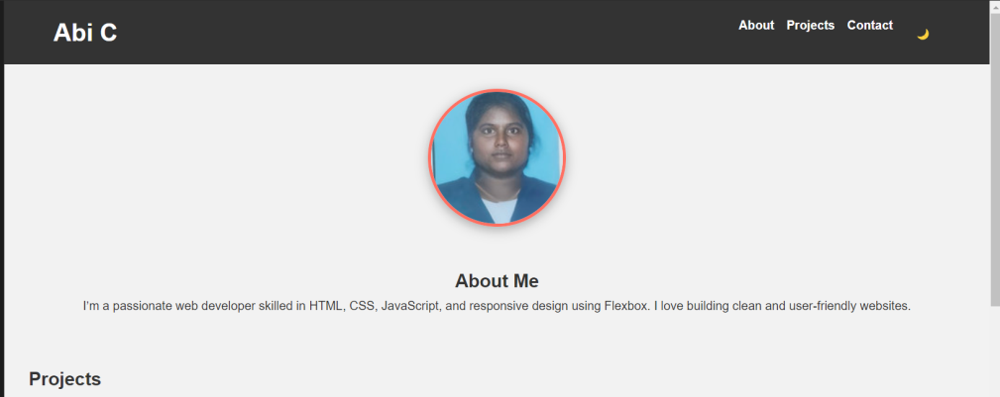 Abi C
About Projects Contact
About Me
I'm a passionate web developer skilled in HTML, CSS, JavaScript, and responsive design using Flexbox. I love building clean and user-friendly websites.
Projects